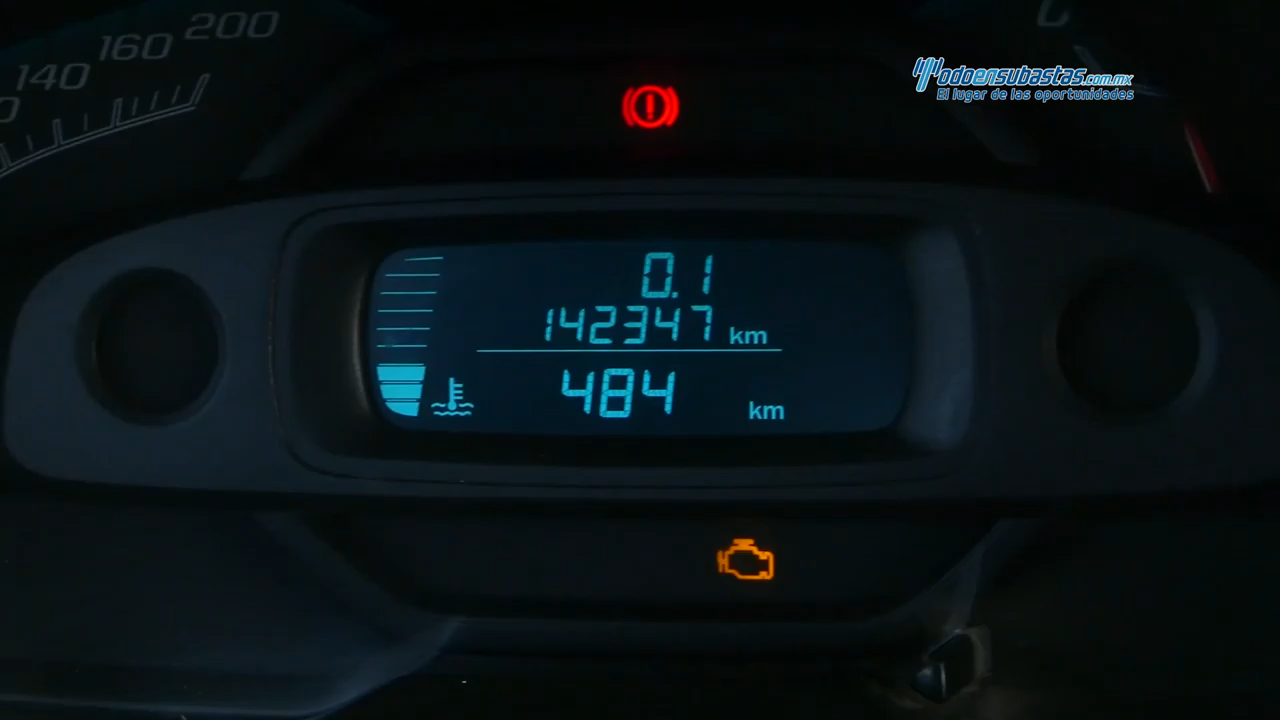 140 160 200
Todoensubastas.com.mx
El lugar de las oportunidades
0.1
142347 km
484 km